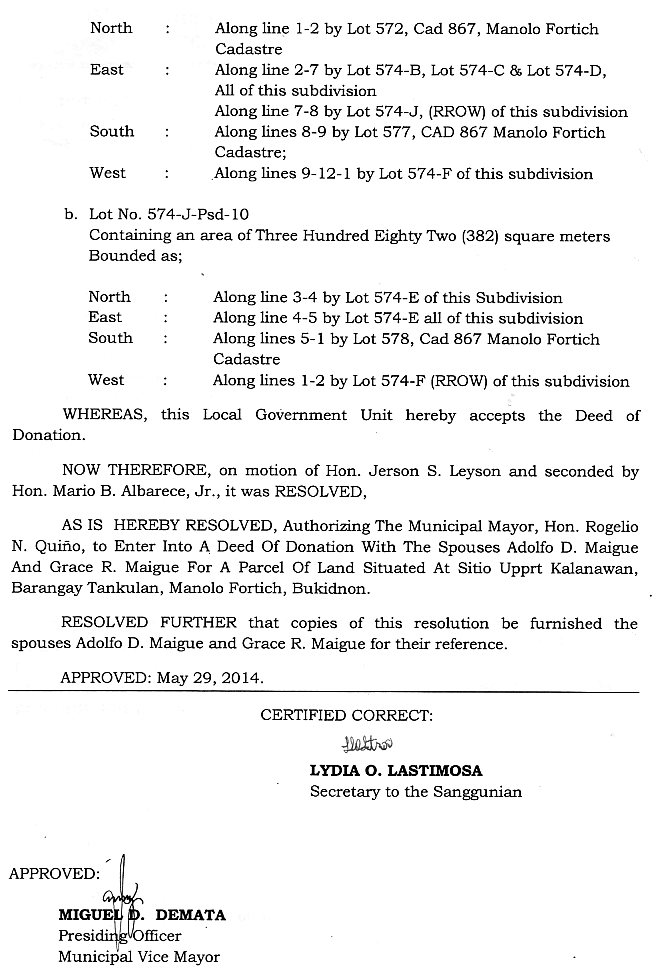 North : Along line 1-2 by Lot 572, Cad 867, Manolo Fortich
Cadastre
East : Along line 2-7 by Lot 574-B, Lot 574-C & Lot 574-D,
All of this subdivision
Along line 7-8 by Lot 574-J, (RROW) of this subdivision
South : Along lines 8-9 by Lot 577, CAD 867 Manolo Fortich
Cadastre;
West : Along lines 9-12-1 by Lot 574-F of this subdivision
b. Lot No. 574-J-Psd-10
Containing an area of Three Hundred Eighty Two (382) square meters
Bounded as;
North : Along line 3-4 by Lot 574-E of this Subdivision
East : Along line 4-5 by Lot 574-E all of this subdivision
South : Along lines 5-1 by Lot 578, Cad 867 Manolo Fortich
Cadastre
West : Along lines 1-2 by Lot 574-F (RROW) of this subdivision
WHEREAS, this Local Government Unit hereby accepts the Deed of
Donation.
NOW THEREFORE, on motion of Hon. Jerson S. Leyson and seconded by
Hon. Mario B. Albarece, Jr., it was RESOLVED,
AS IS HEREBY RESOLVED, Authorizing The Municipal Mayor, Hon. Rogelio
N. Quiño, to Enter Into A Deed Of Donation With The Spouses Adolfo D. Maigue
And Grace R. Maigue For A Parcel Of Land Situated At Sitio Upprt Kalanawan,
Barangay Tankulan, Manolo Fortich, Bukidnon.
RESOLVED FURTHER that copies of this resolution be furnished the
spouses Adolfo D. Maigue and Grace R. Maigue for their reference.
APPROVED: May 29, 2014.
CERTIFIED CORRECT:
LYDIA O. LASTIMOSA
Secretary to the Sanggunian
APPROVED:
MIGUEL D. DEMATA
Presiding Officer
Municipal Vice Mayor